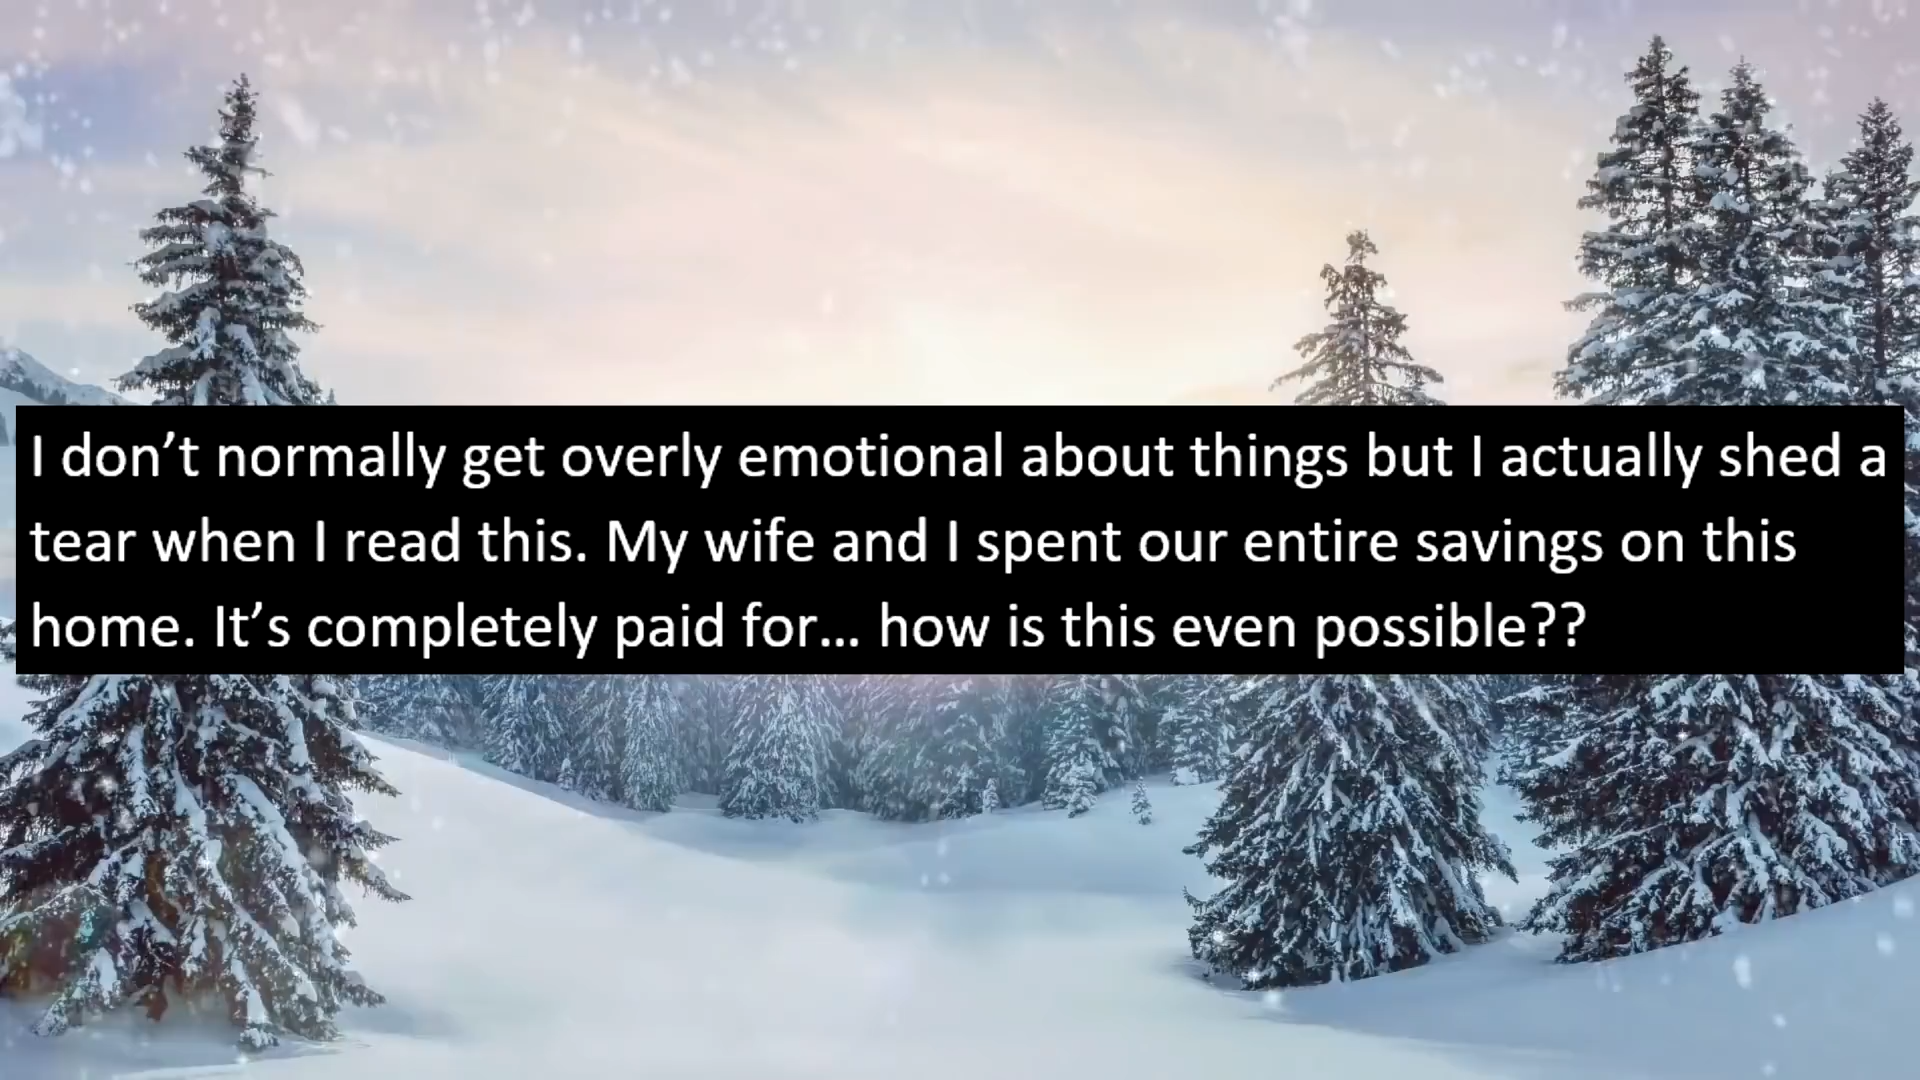 I don’t normally get overly emotional about things but I actually shed a
tear when I read this. My wife and I spent our entire savings on this
home. It’s completely paid for… how is this even possible??